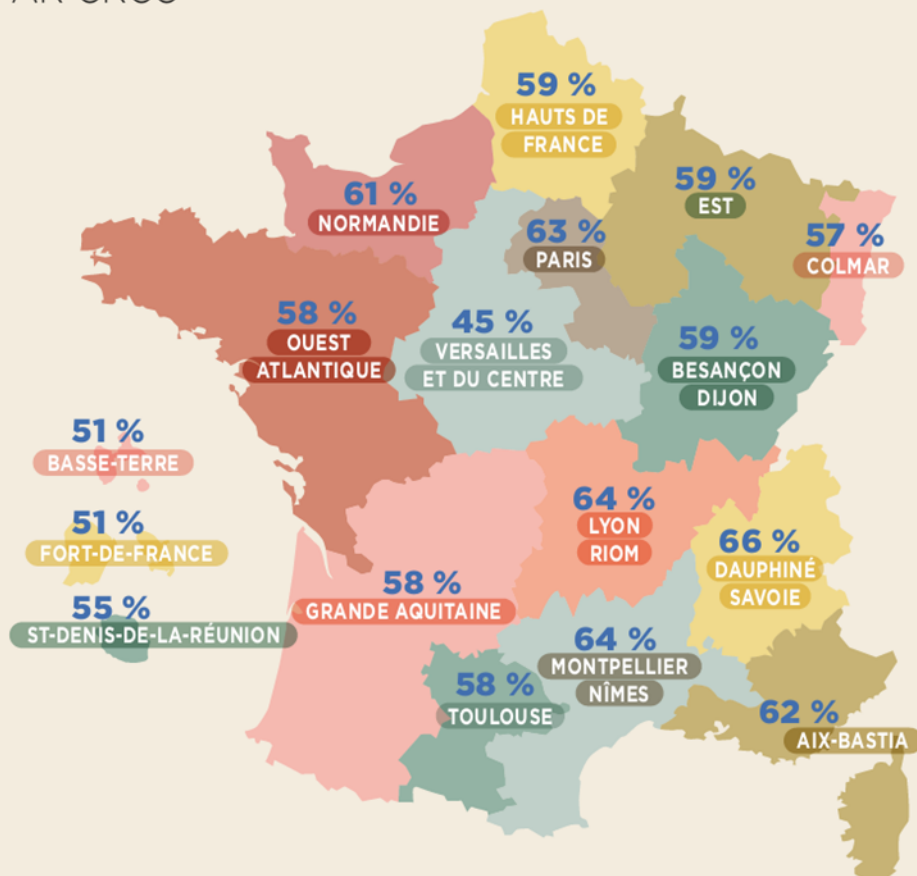 59 %
HAUTS DE
FRANCE
61 %
NORMANDIE
59 %
EST
63 %
PARIS
57 %
COLMAR
58 %
OUEST
ATLANTIQUE
45 %
VERSAILLES
ET DU CENTRE
59 %
BESANÇON
DIJON
51 %
BASSE-TERRE
51 %
FORT-DE-FRANCE
55 %
ST-DENIS-DE-LA-RÉUNION
64 %
LYON
RIOM
66 %
DAUPHINÉ
SAVOIE
58 %
GRANDE AQUITAINE
64 %
MONTPELLIER
NÎMES
58 %
TOULOUSE
62 %
AIX-BASTIA